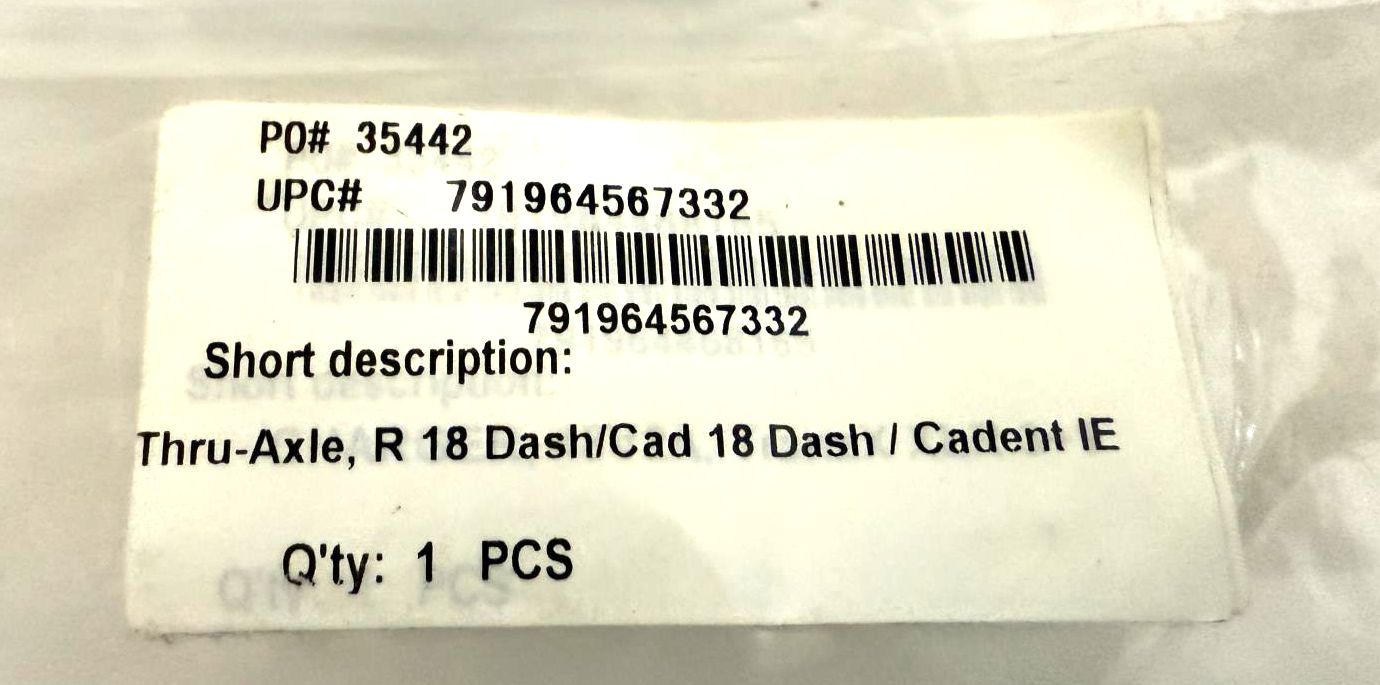 PO# 35442
UPC# 791964567332
791964567332
Short description:
Thru-Axle, R 18 Dash/Cad 18 Dash / Cadent IE
Q'ty: 1 PCS